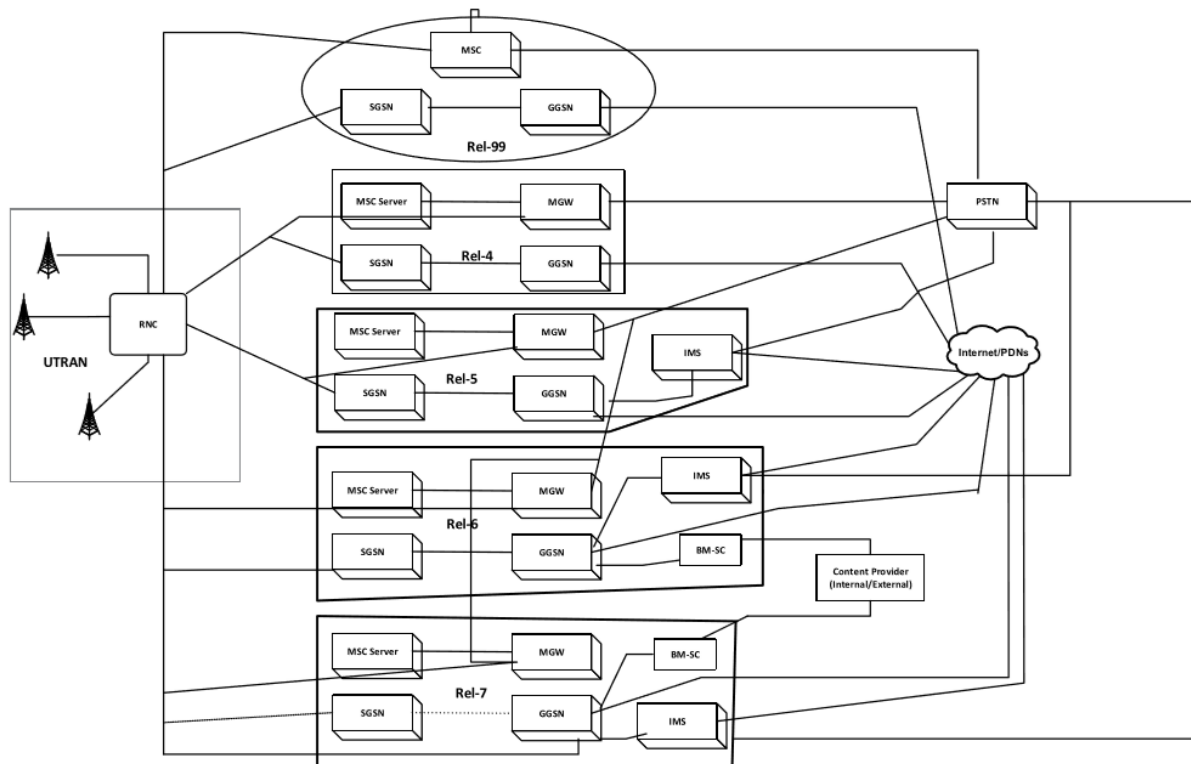 MSC
SGSN
GGSN
Rel-99
MSC Server
MGW
PSTN
SGSN
Rel-4
GGSN
RNC
UTRAN
MSC Server
MGW
IMS
Internet/PDNs
Rel-5
SGSN
GGSN
MSC Server
MGW
IMS
Rel-6
SGSN
GGSN
BM-SC
Content Provider
(Internal/External)
MSC Server
MGW
BM-SC
Rel-7
SGSN
GGSN
IMS